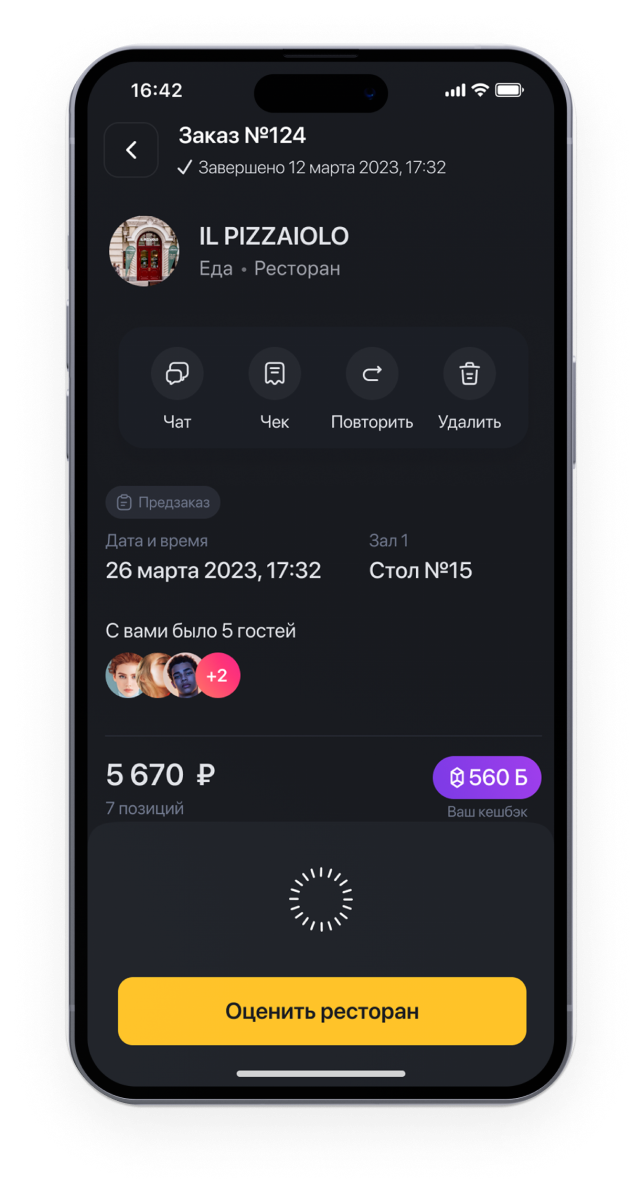 16:42
Заказ №124
Завершено 12 марта 2023, 17:32
IL PIZZAIOLO
Еда • Ресторан
Чат
Чек
Повторить
Удалить
Предзаказ
Дата и время
Зал 1
26 марта 2023, 17:32
Стол №15
С вами было 5 гостей
+2
5 670 ₽
560 Б
7 позиций
Ваш кешбэк
Оценить ресторан